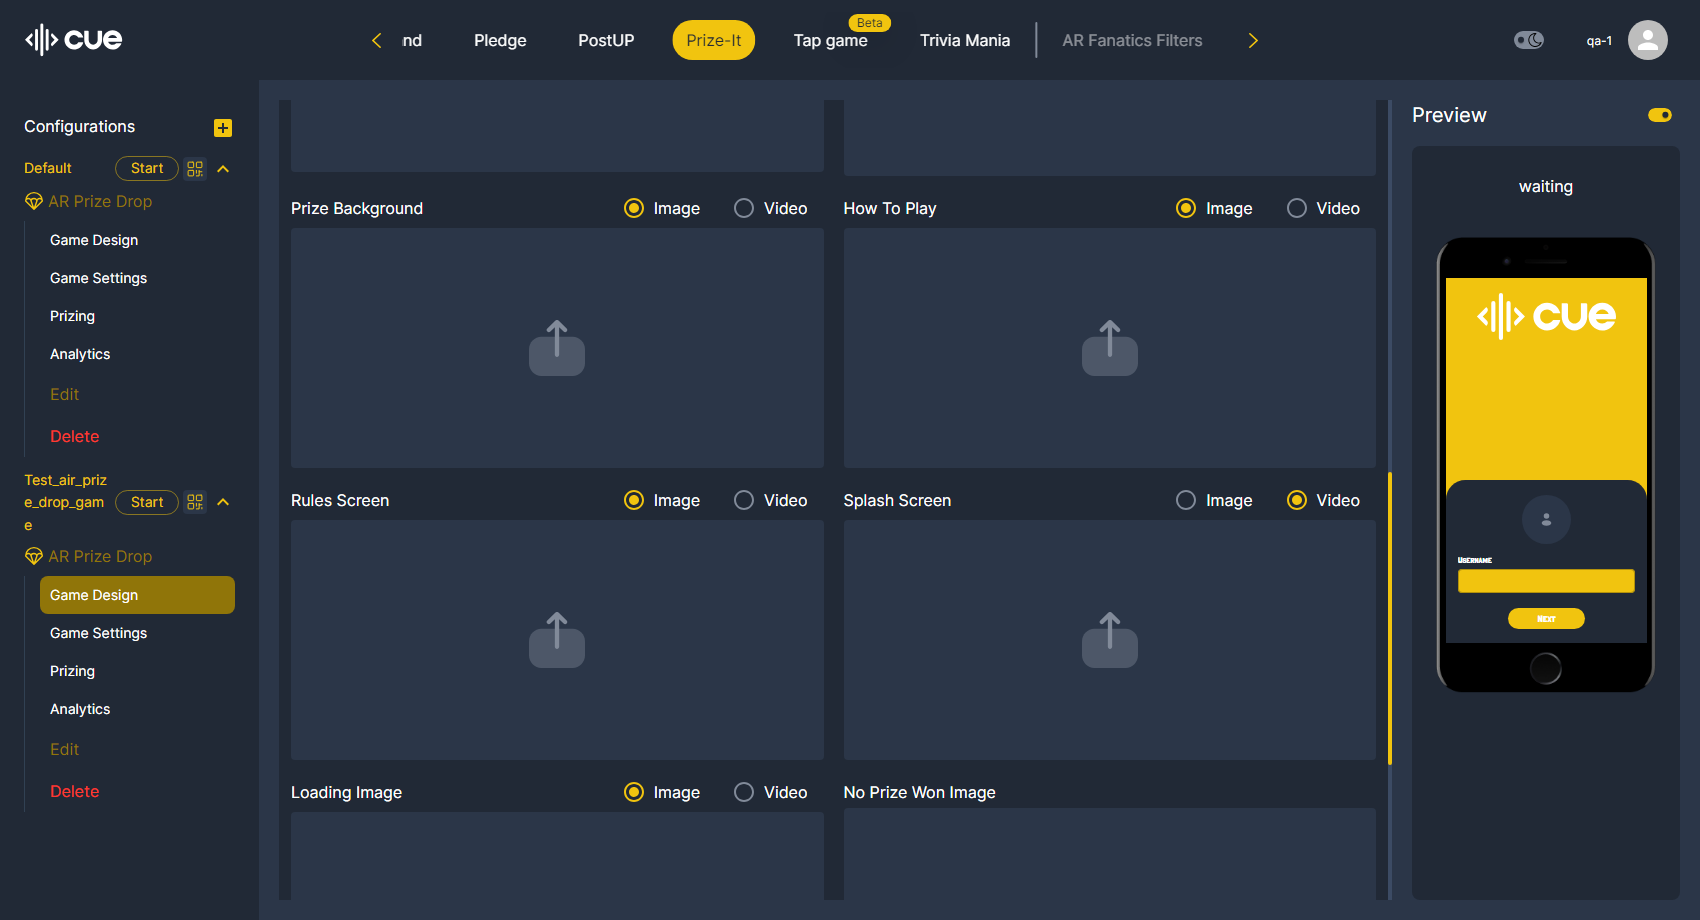 cue
nd
Pledge
PostUP
Prize-It
Beta
Tap game
Trivia Mania
AR Fanatics Filters
qa-1
Configurations
Default
Start
AR Prize Drop
Game Design
Game Settings
Prizing
Analytics
Edit
Delete
Test_air_priz
e_drop_gam
e
Start
AR Prize Drop
Game Design
Game Settings
Prizing
Analytics
Edit
Delete
Prize Background
Image
Video
How To Play
Image
Video
Rules Screen
Image
Video
Splash Screen
Image
Video
Loading Image
Image
Video
No Prize Won Image
Preview
waiting
cue
Username
Next